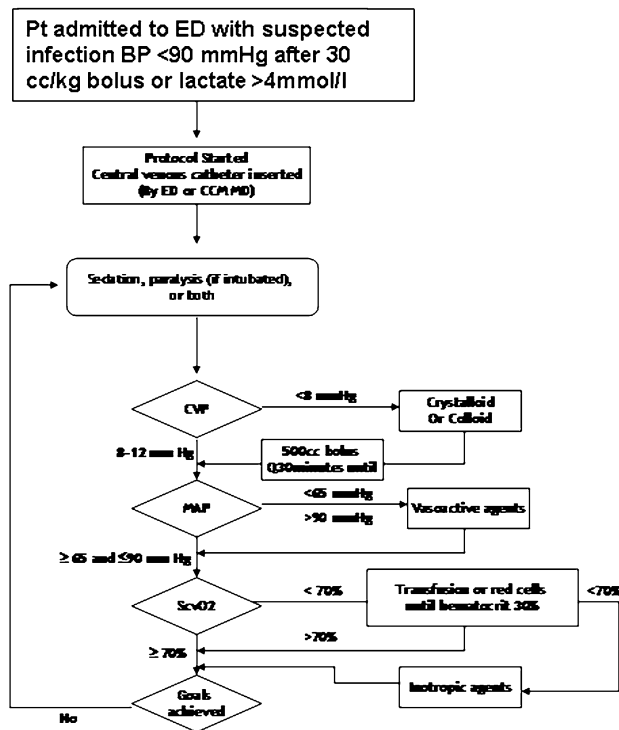 Pt admitted to ED with suspected
infection BP <90 mmHg after 30
cc/kg bolus or lactate >4mmol/l
Protocol Started
Central venous catheter inserted
(By ED or CCM MD)
Sedation, paralysis (if intubated),
or both
CVP
<8 mmHg
Crystalloid
Or Colloid
8-12 mm Hg
500cc bolus
Q30minutes until
MAP
<65 mmHg
>90 mmHg
Vasoactive agents
≥ 65 and ≤90 mm Hg
ScvO2
< 70%
Transfusion or red cells
until hematocrit 30%
<70%
>70%
≥ 70%
Inotropic agents
Goals
achieved
No